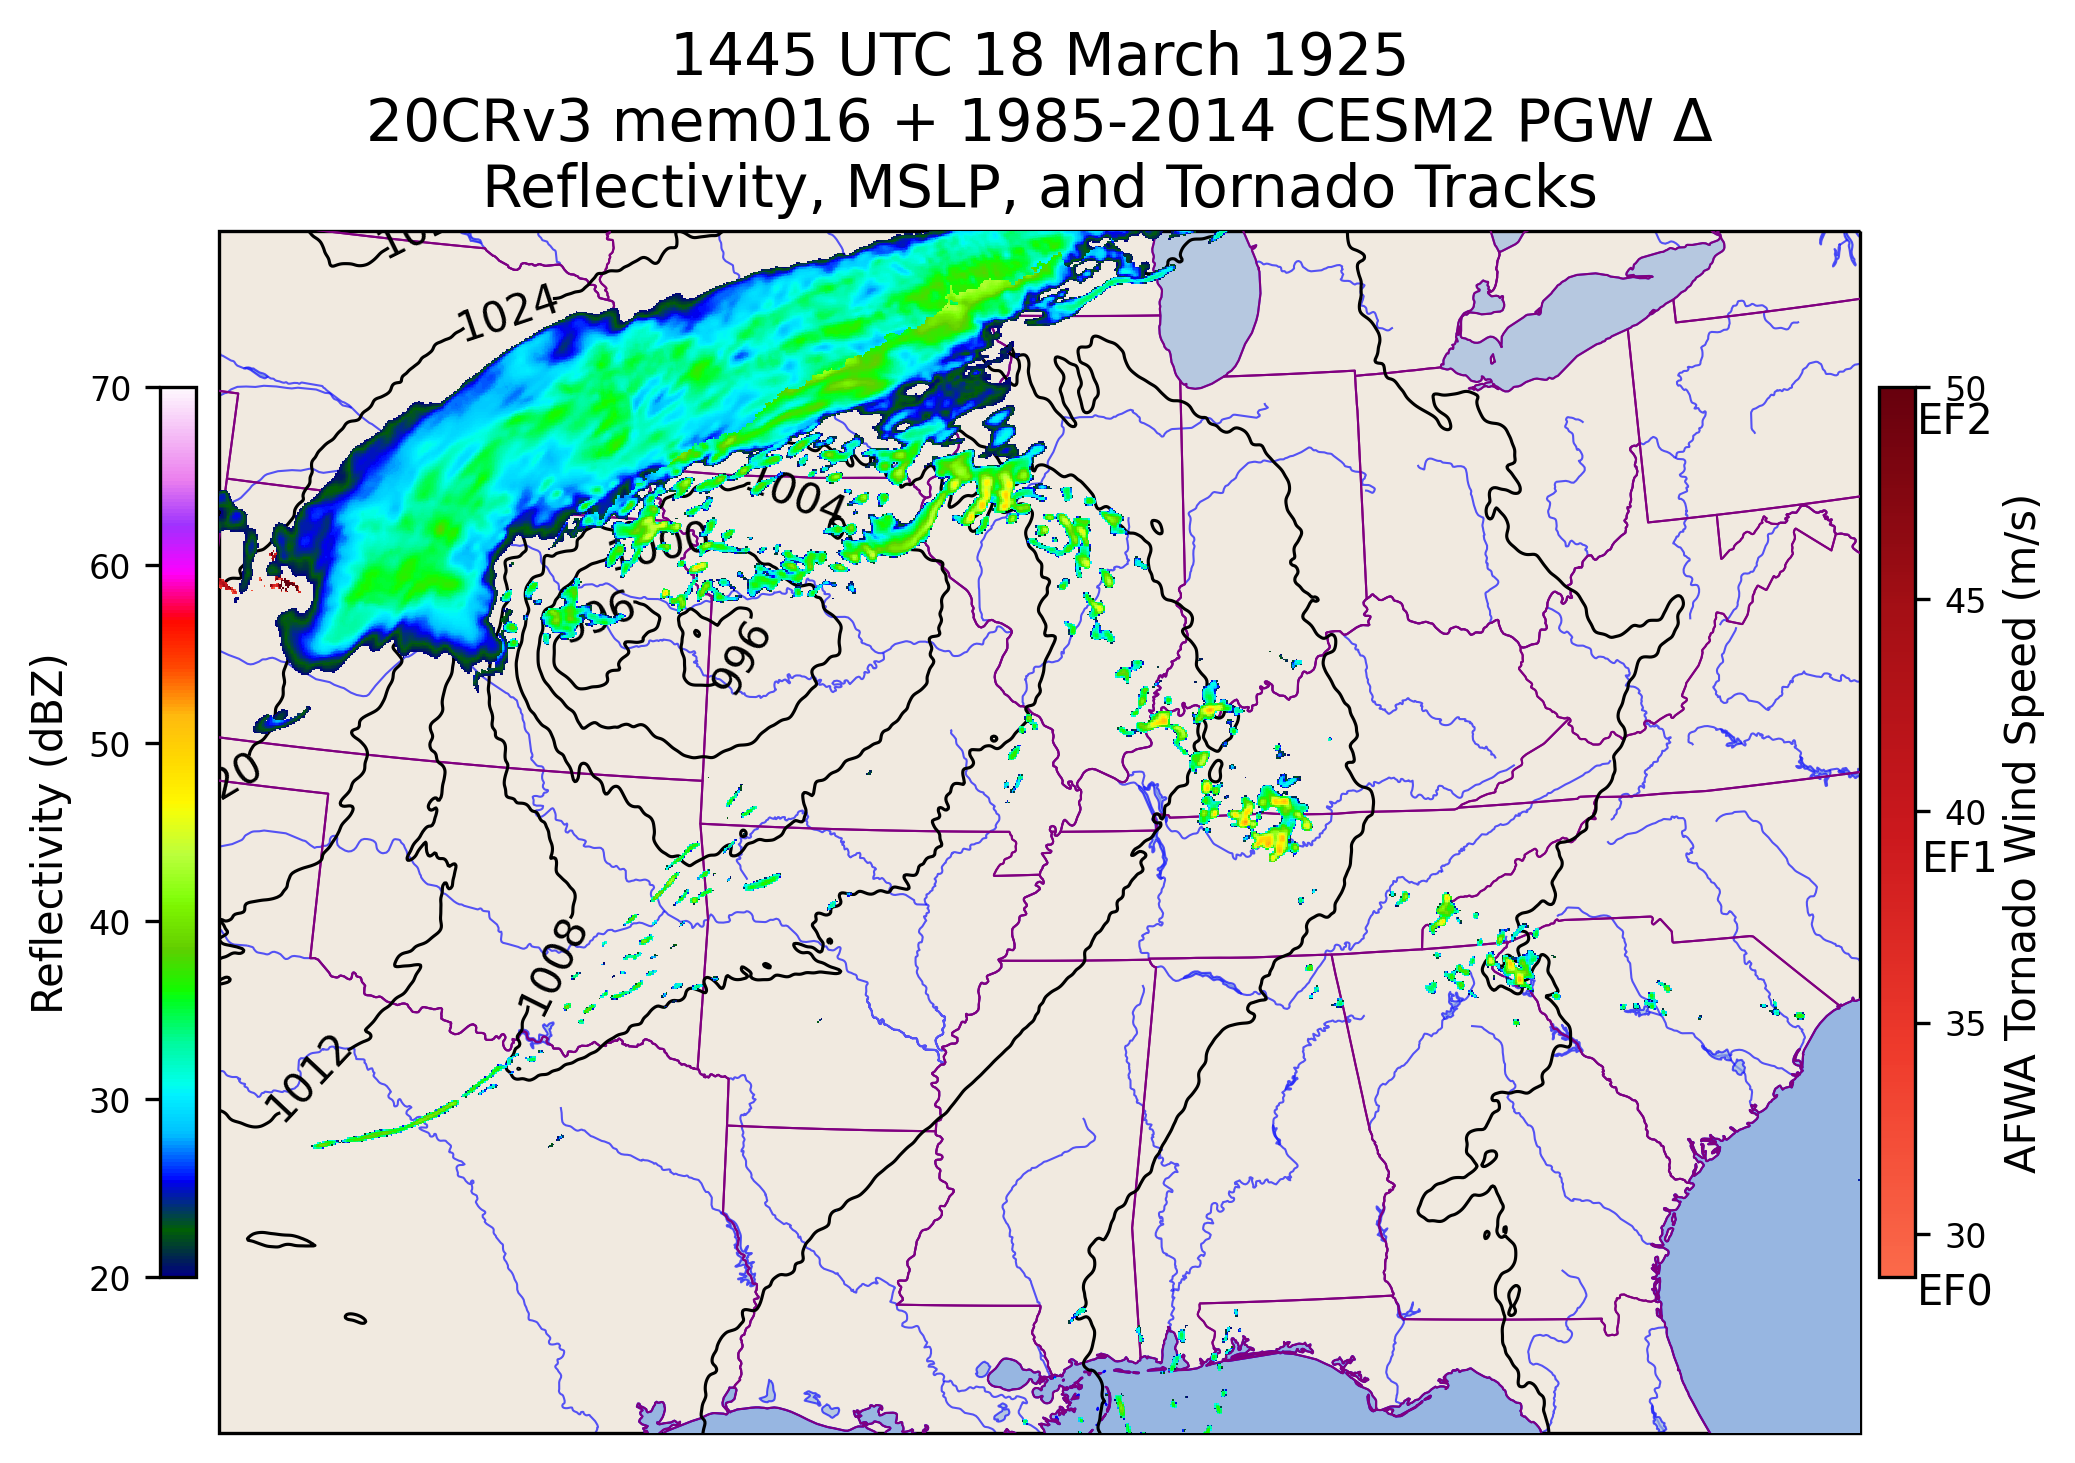 1445 UTC 18 March 1925
20CRv3 mem016 + 1985-2014 CESM2 PGW Δ
Reflectivity, MSLP, and Tornado Tracks
1024
1004
996
996
20
1008
1012
70
60
50
40
30
20
Reflectivity (dBZ)
50
EF2
45
40
EF1
35
30
EF0
AFWA Tornado Wind Speed (m/s)